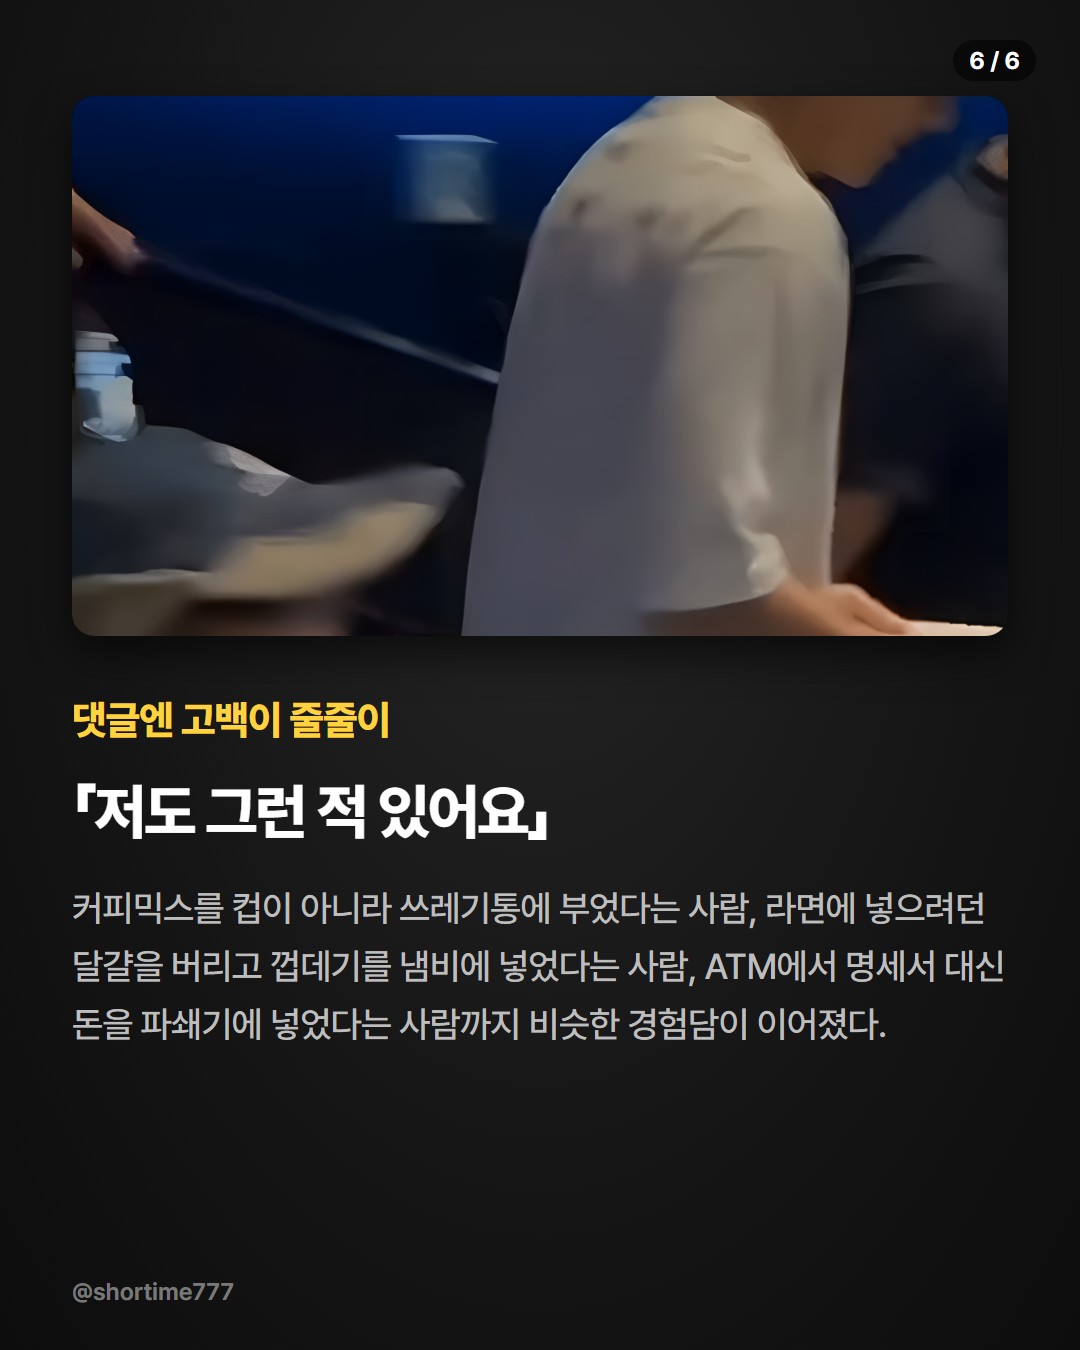 6 / 6
댓글엔 고백이 줄줄이
「저도 그런 적 있어요」
커피믹스를 컵이 아니라 쓰레기통에 부었다는 사람, 라면에 넣으려던
달걀을 버리고 껍데기를 냄비에 넣었다는 사람, ATM에서 명세서 대신
돈을 파쇄기에 넣었다는 사람까지 비슷한 경험담이 이어졌다.
@shortime777